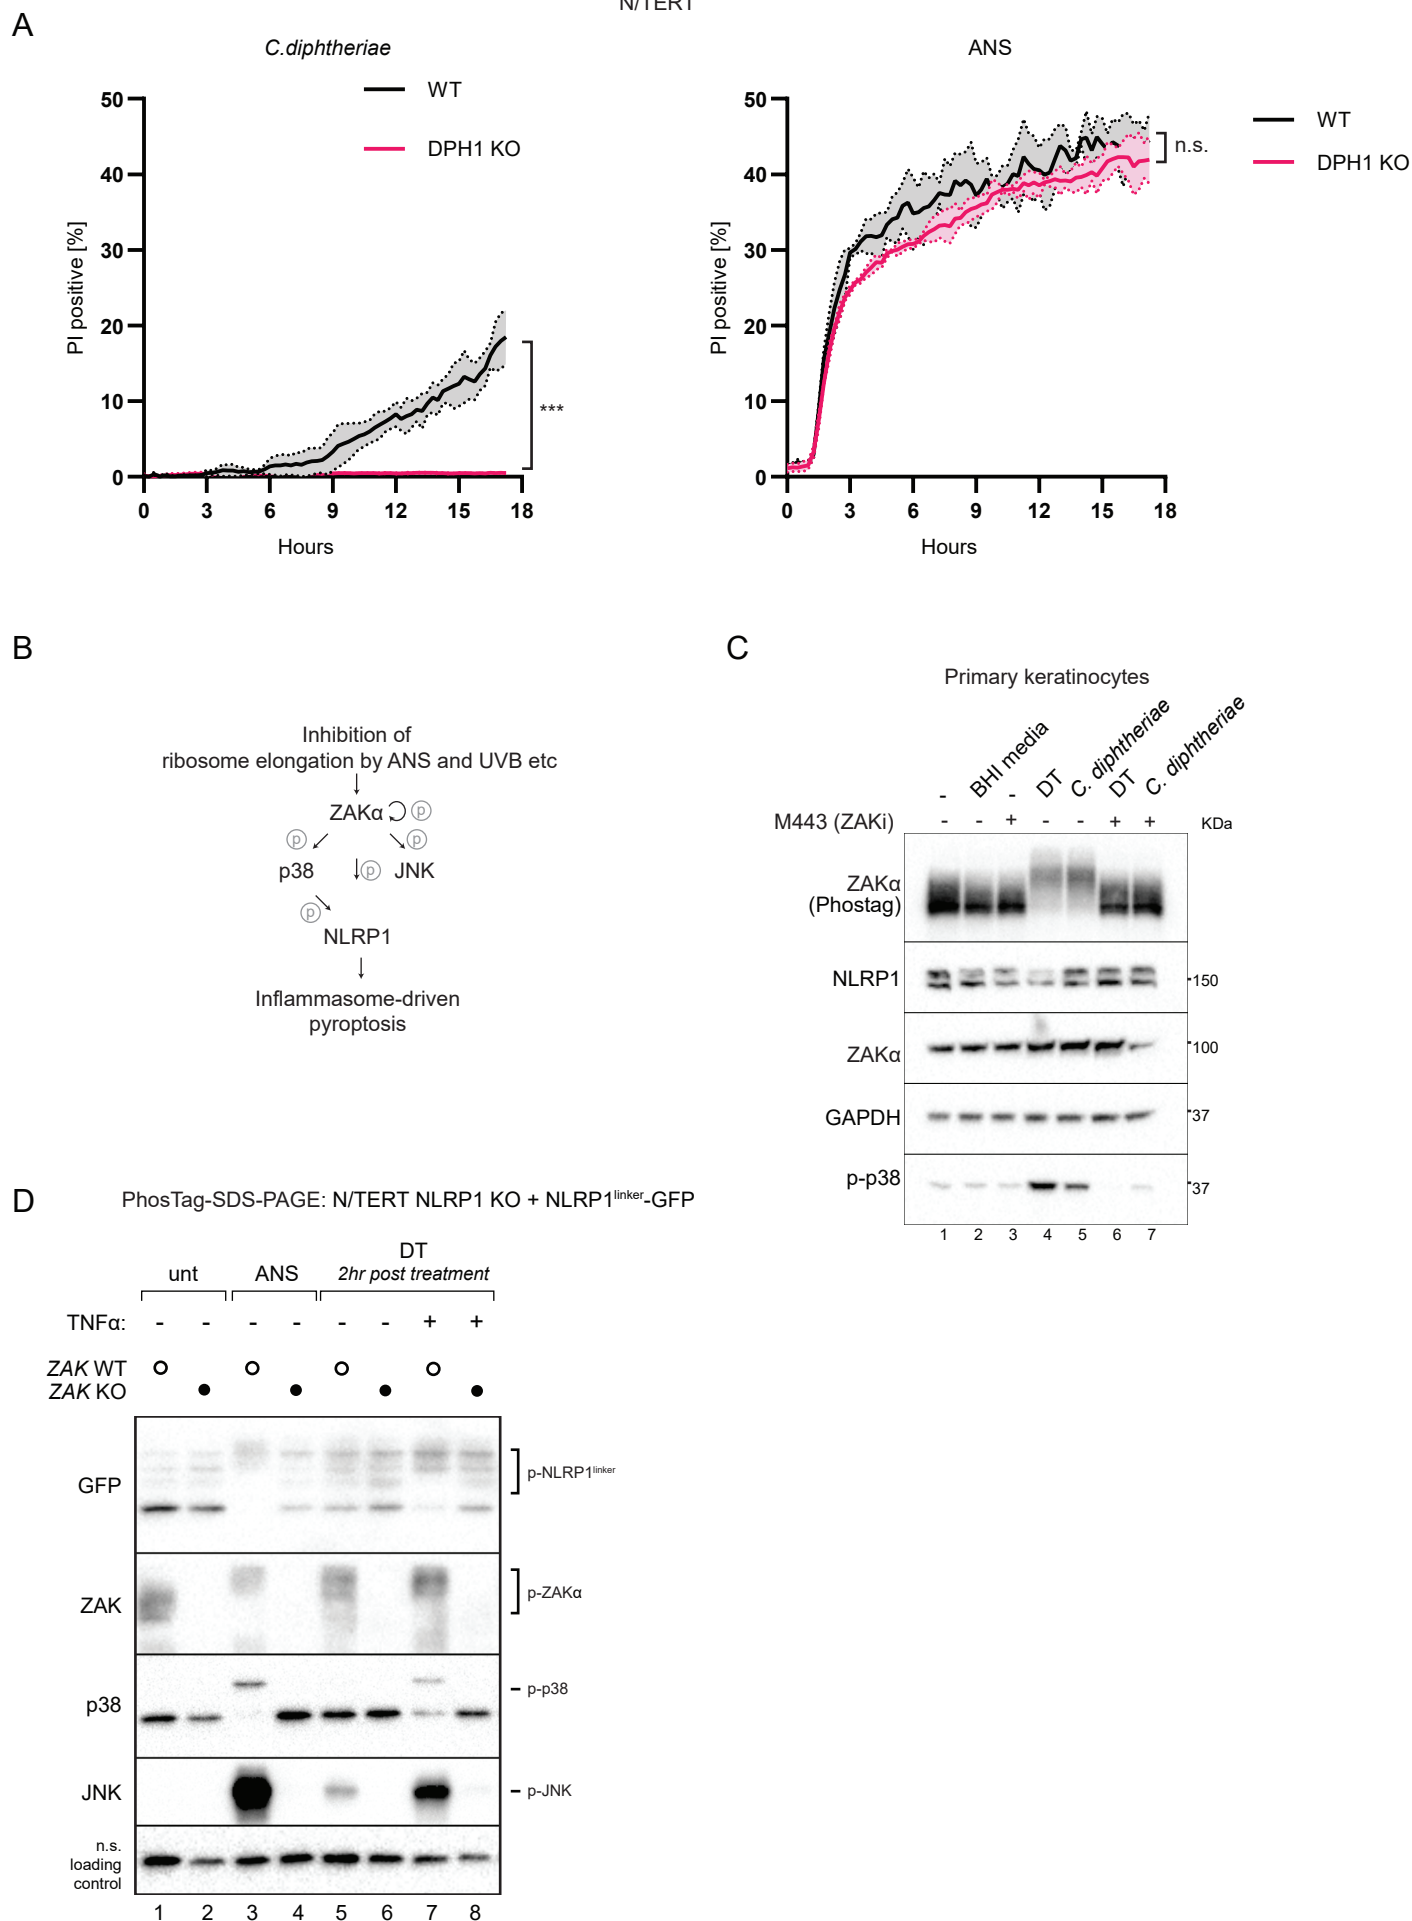 N/TERT
A
C.diphtheriae
WT
DPH1 KO
PI positive [%]
50
40
30
20
10
0
0 3 6 9 12 15 18
Hours
***
ANS
WT
DPH1 KO
n.s.
PI positive [%]
50
40
30
20
10
0
0 3 6 9 12 15 18
Hours
B
Inhibition of
ribosome elongation by ANS and UVB etc
ZAKα p
p p
p38 p JNK
p
NLRP1
Inflammasome-driven
pyroptosis
C
Primary keratinocytes
- BHI media - DT C. diphtheriae DT C. diphtheriae
M443 (ZAKi) - - + - - + + KDa
ZAKα
(Phostag)
NLRP1 150
ZAKα 100
GAPDH 37
p-p38 37
1 2 3 4 5 6 7
D
PhosTag-SDS-PAGE: N/TERT NLRP1 KO + NLRP1linker-GFP
DT
unt ANS 2hr post treatment
TNFα: - - - - - - + +
ZAK WT
ZAK KO
GFP p-NLRP1linker
ZAK p-ZAKα
p38 p-p38
JNK p-JNK
n.s.
loading
control
1 2 3 4 5 6 7 8